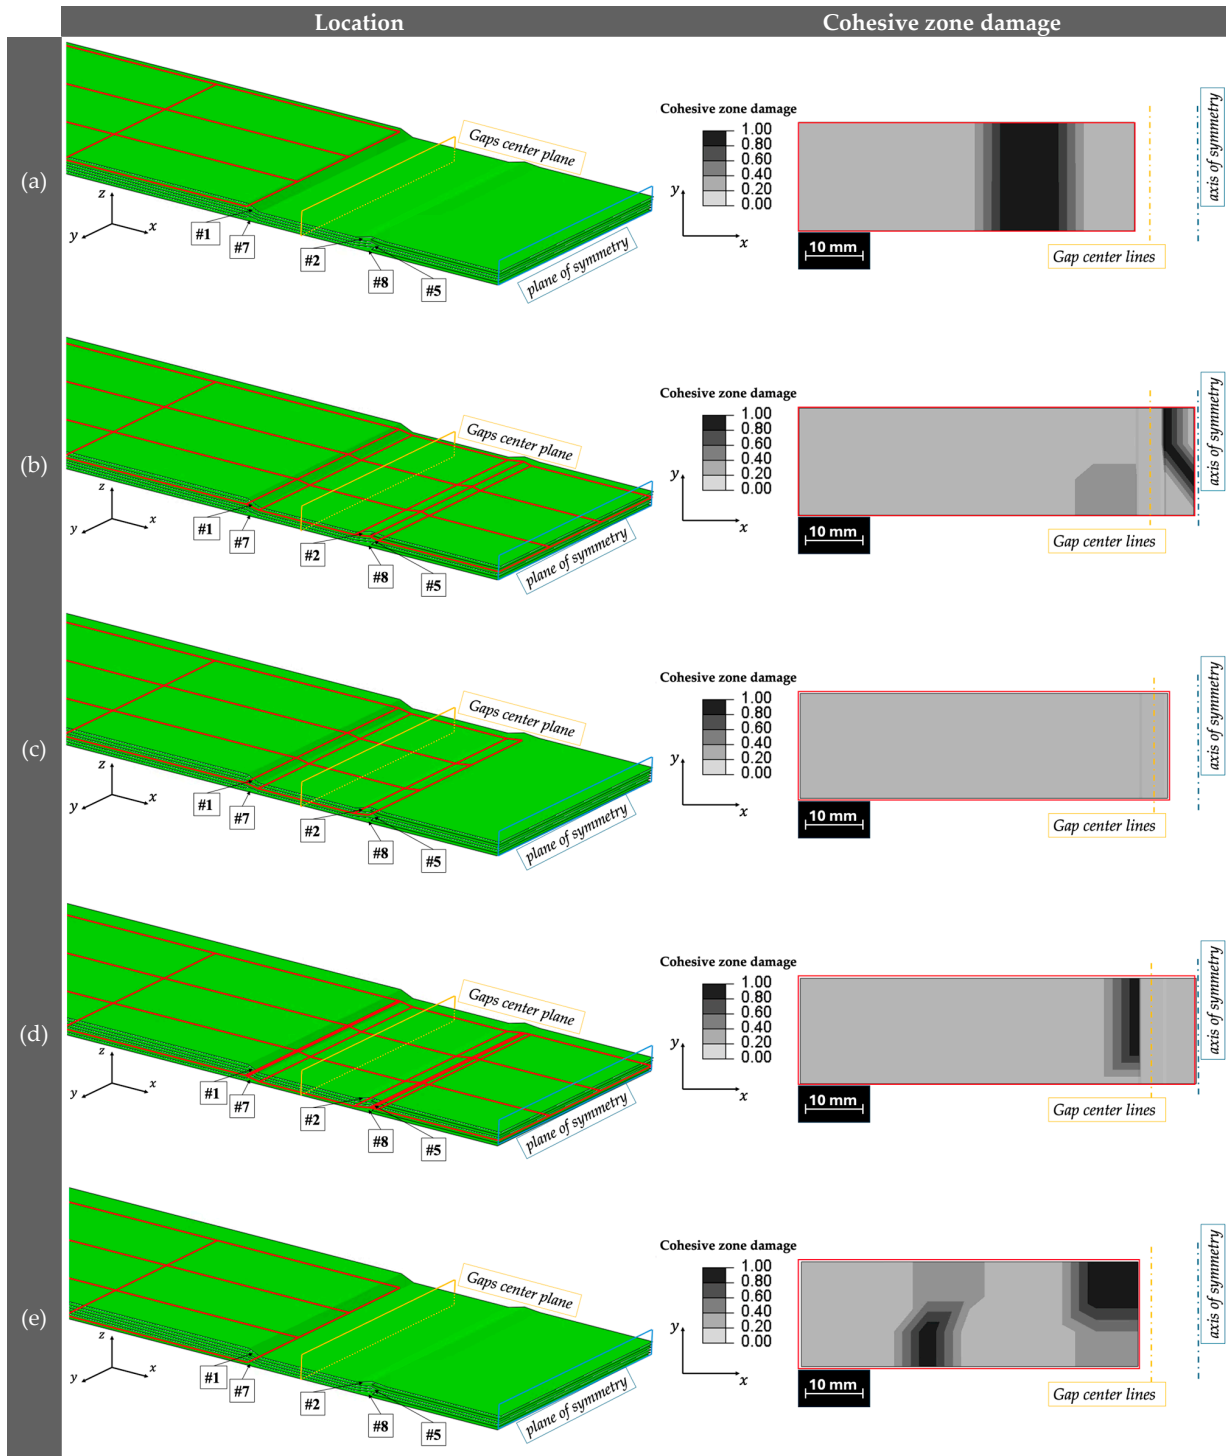 Location
Cohesive zone damage
(a)
Gaps center plane
z
x
y
#1
#7
#2
#8
#5
plane of symmetry
Cohesive zone damage
1.00
0.80
0.60
0.40
0.20
0.00
y
x
10 mm
Gap center lines
axis of symmetry
(b)
Gaps center plane
z
x
y
#1
#7
#2
#8
#5
plane of symmetry
Cohesive zone damage
1.00
0.80
0.60
0.40
0.20
0.00
y
x
10 mm
Gap center lines
axis of symmetry
(c)
Gaps center plane
z
x
y
#1
#7
#2
#8
#5
plane of symmetry
Cohesive zone damage
1.00
0.80
0.60
0.40
0.20
0.00
y
x
10 mm
Gap center lines
axis of symmetry
(d)
Gaps center plane
z
x
y
#1
#7
#2
#8
#5
plane of symmetry
Cohesive zone damage
1.00
0.80
0.60
0.40
0.20
0.00
y
x
10 mm
Gap center lines
axis of symmetry
(e)
Gaps center plane
z
x
y
#1
#7
#2
#8
#5
plane of symmetry
Cohesive zone damage
1.00
0.80
0.60
0.40
0.20
0.00
y
x
10 mm
Gap center lines
axis of symmetry